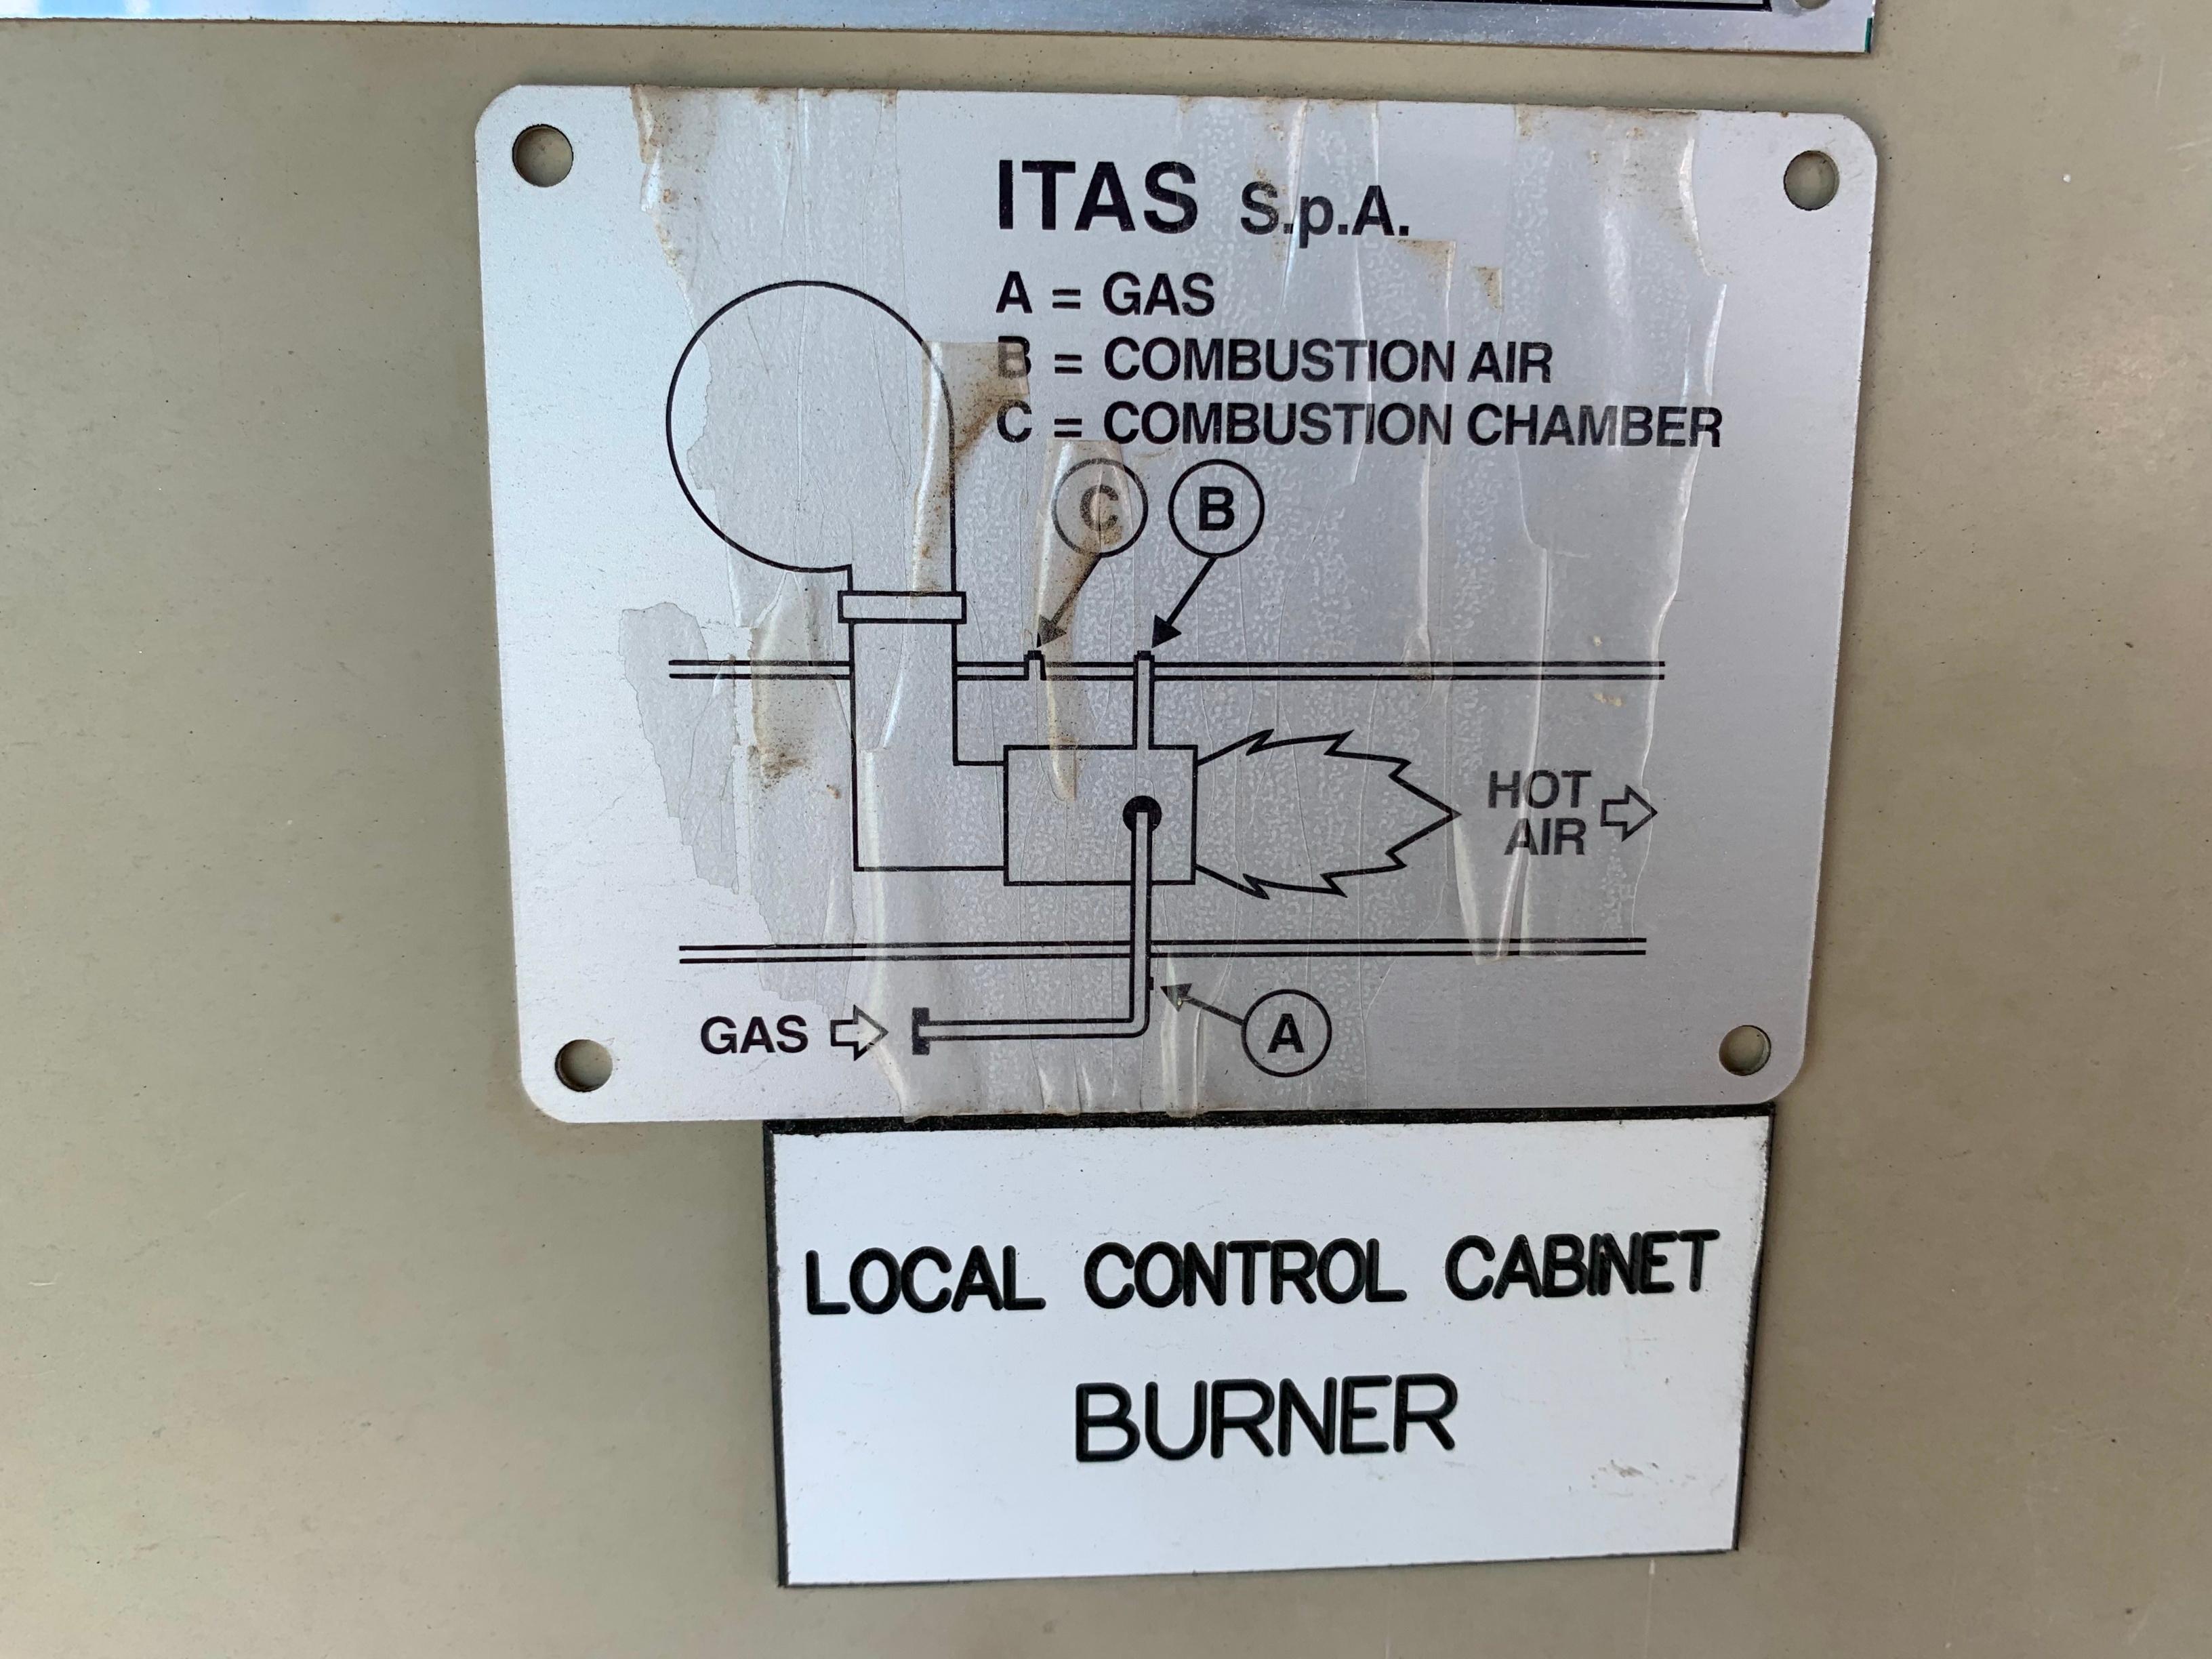 ITAS S.p.A.
A = GAS
B = COMBUSTION AIR
C = COMBUSTION CHAMBER
C B
HOT
AIR
GAS
A
LOCAL CONTROL CABINET
BURNER